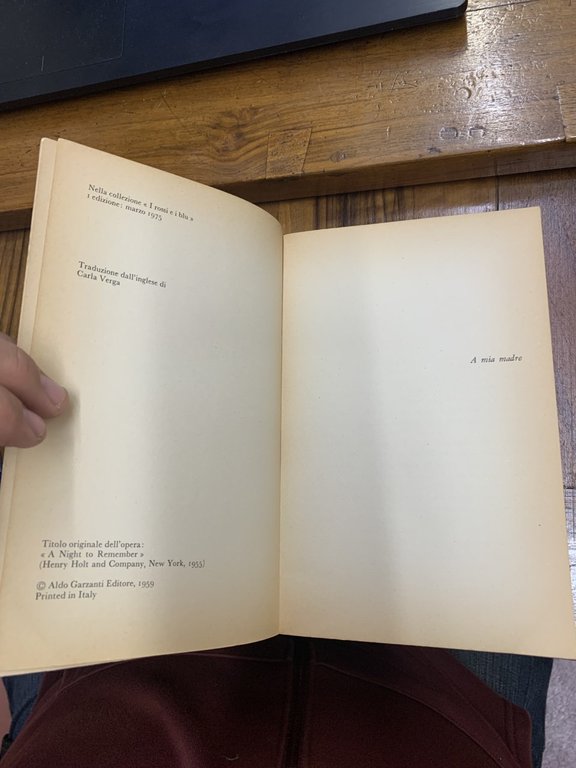 Nella collezione « I rossi e i blu »
1 edizione: marzo 1975
Traduzione dall'inglese di
Carla Verga
Titolo originale dell'opera:
« A Night to Remember »
(Henry Holt and Company, New York, 1955)
© Aldo Garzanti Editore, 1959
Printed in Italy
A mia madre